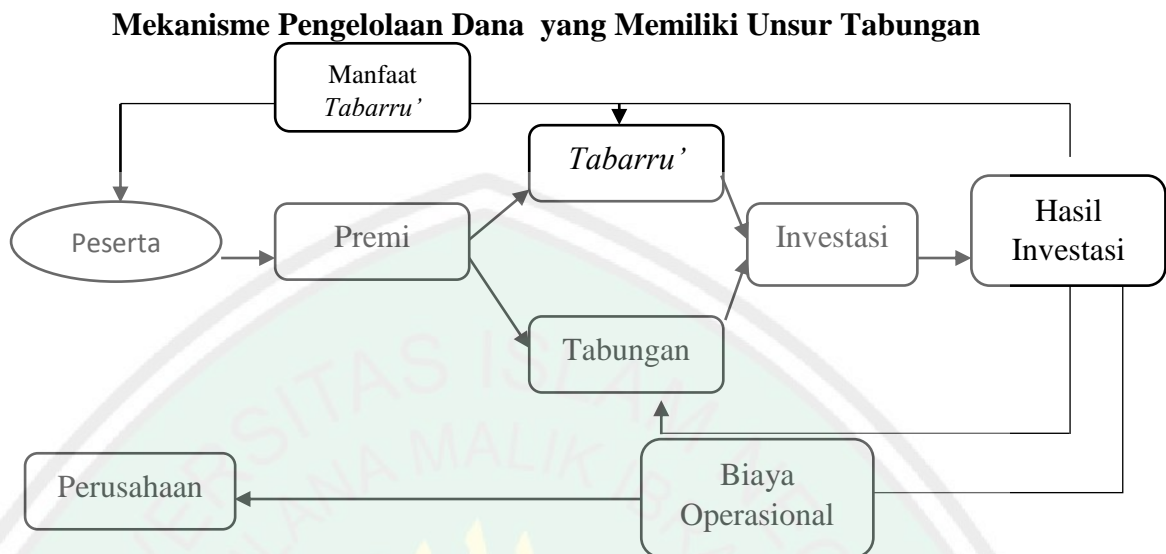 Mekanisme Pengelolaan Dana  yang Memiliki Unsur Tabungan
Manfaat
Tabarru’
Tabarru’
Peserta
Premi
Investasi
Hasil
Investasi
Tabungan
Perusahaan
Biaya
Operasional